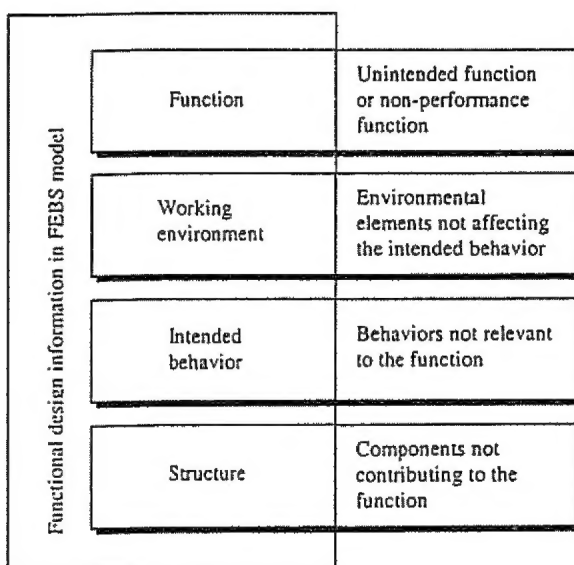 Functional design information in FEBS model
Function
Unintended function
or non-performance
function
Working
environment
Environmental
elements not affecting
the intended behavior
Intended
behavior
Behaviors not relevant
to the function
Structure
Components not
contributing to the
function